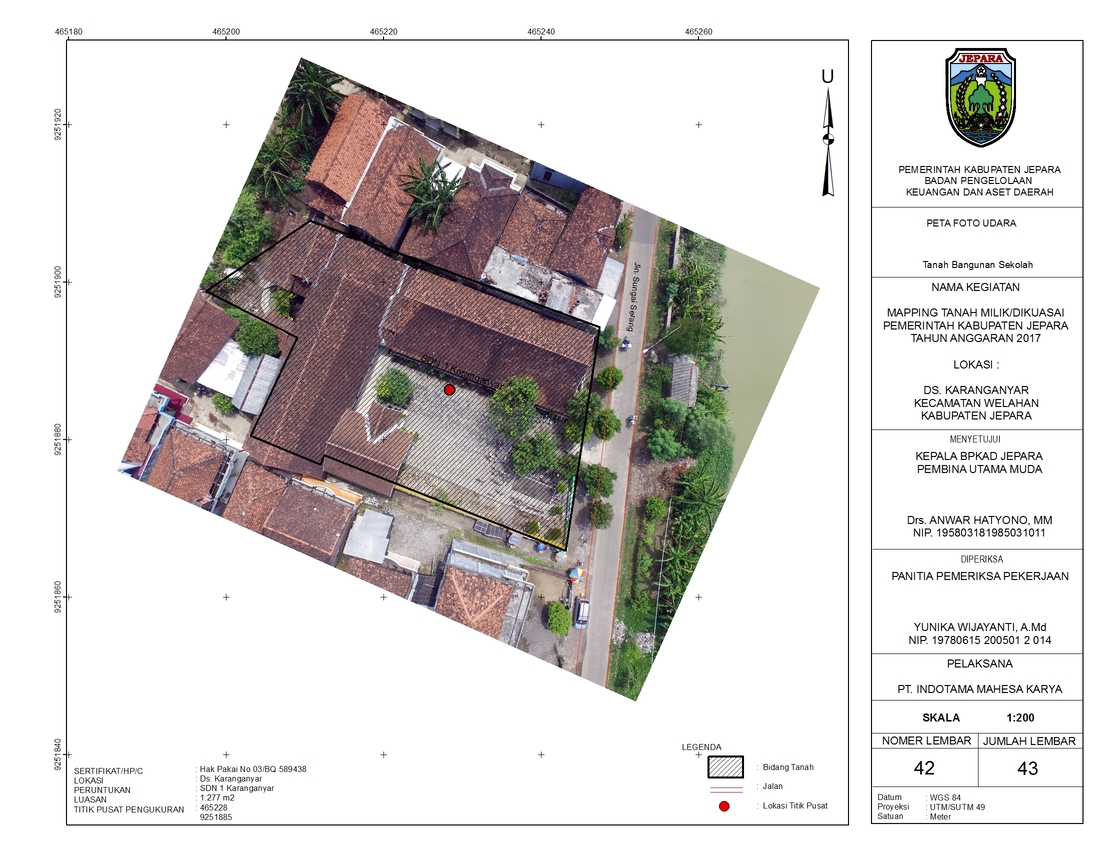 465180
465200
465220
465240
465260
9251920
9251900
9251880
9251860
9251840
U
Jln. Sungai Serang
SDN 1 Karanganyar
SERTIFIKAT/HP/C : Hak Pakai No 03/BQ 589438
LOKASI : Ds. Karanganyar
PERUNTUKAN : SDN 1 Karanganyar
LUASAN : 1.277 m2
TITIK PUSAT PENGUKURAN : 465228
9251885
LEGENDA
: Bidang Tanah
: Jalan
: Lokasi Titik Pusat
JEPARA
PEMERINTAH KABUPATEN JEPARA
BADAN PENGELOLAAN
KEUANGAN DAN ASET DAERAH
PETA FOTO UDARA
Tanah Bangunan Sekolah
NAMA KEGIATAN
MAPPING TANAH MILIK/DIKUASAI
PEMERINTAH KABUPATEN JEPARA
TAHUN ANGGARAN 2017
LOKASI :
DS. KARANGANYAR
KECAMATAN WELAHAN
KABUPATEN JEPARA
MENYETUJUI
KEPALA BPKAD JEPARA
PEMBINA UTAMA MUDA
Drs. ANWAR HATYONO, MM
NIP. 195803181985031011
DIPERIKSA
PANITIA PEMERIKSA PEKERJAAN
YUNIKA WIJAYANTI, A.Md
NIP. 19780615 200501 2 014
PELAKSANA
PT. INDOTAMA MAHESA KARYA
SKALA 1:200
NOMER LEMBAR JUMLAH LEMBAR
42 43
Datum : WGS 84
Proyeksi : UTM/SUTM 49
Satuan : Meter